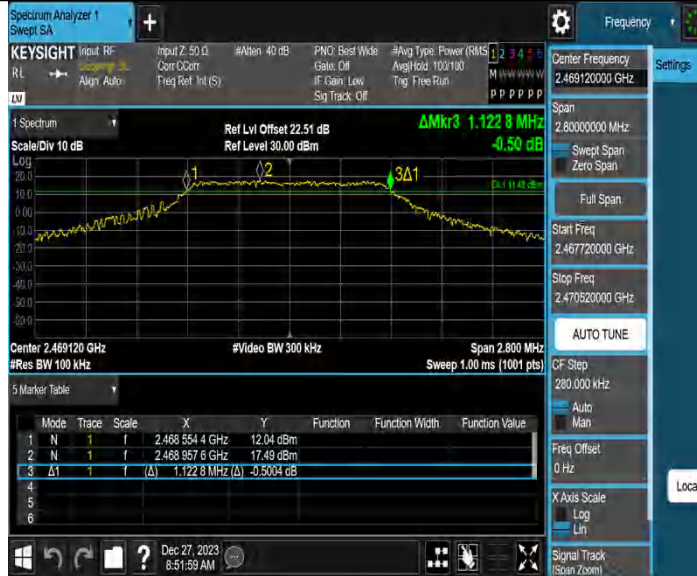 Spectrum Analyzer 1
Swept SA
+
Frequency
KEYSIGHT
RL
Input: RF
Coupling: DC
Align: Auto
Input Z: 50 Ω
Corr CCorr
Freq Ref: Int (S)
#Atten: 40 dB
PNO: Best Wide
Gate: Off
IF Gain: Low
Sig Track: Off
#Avg Type: Power (RMS)
Avg|Hold: 100/100
Trig: Free Run
1 2 3 4 5 6
M W W W W W
P P P P P P
LXI
1 Spectrum
Scale/Div 10 dB
Ref Lvl Offset 22.51 dB
Ref Level 30.00 dBm
ΔMkr3 1.122 8 MHz
-0.50 dB
Log
20.0
10.0
0.00
-10.0
-20.0
-30.0
-40.0
-50.0
-60.0
1
2
3Δ1
DL1 11.49 dBm
Center 2.469120 GHz
#Video BW 300 kHz
Span 2.800 MHz
#Res BW 100 kHz
Sweep 1.00 ms (1001 pts)
5 Marker Table
Mode Trace Scale X Y Function Function Width Function Value
1 N 1 f 2.468 554 4 GHz 12.04 dBm
2 N 1 f 2.468 957 6 GHz 17.49 dBm
3 Δ1 1 f (Δ) 1.122 8 MHz (Δ) -0.5004 dB
4
5
6
Dec 27, 2023
8:51:59 AM
?
Center Frequency
2.469120000 GHz
Settings
Span
2.80000000 MHz
Swept Span
Zero Span
Full Span
Start Freq
2.467720000 GHz
Stop Freq
2.470520000 GHz
AUTO TUNE
CF Step
280.000 kHz
Auto
Man
Freq Offset
0 Hz
X Axis Scale
Log
Lin
Local
Signal Track
(Span Zoom)